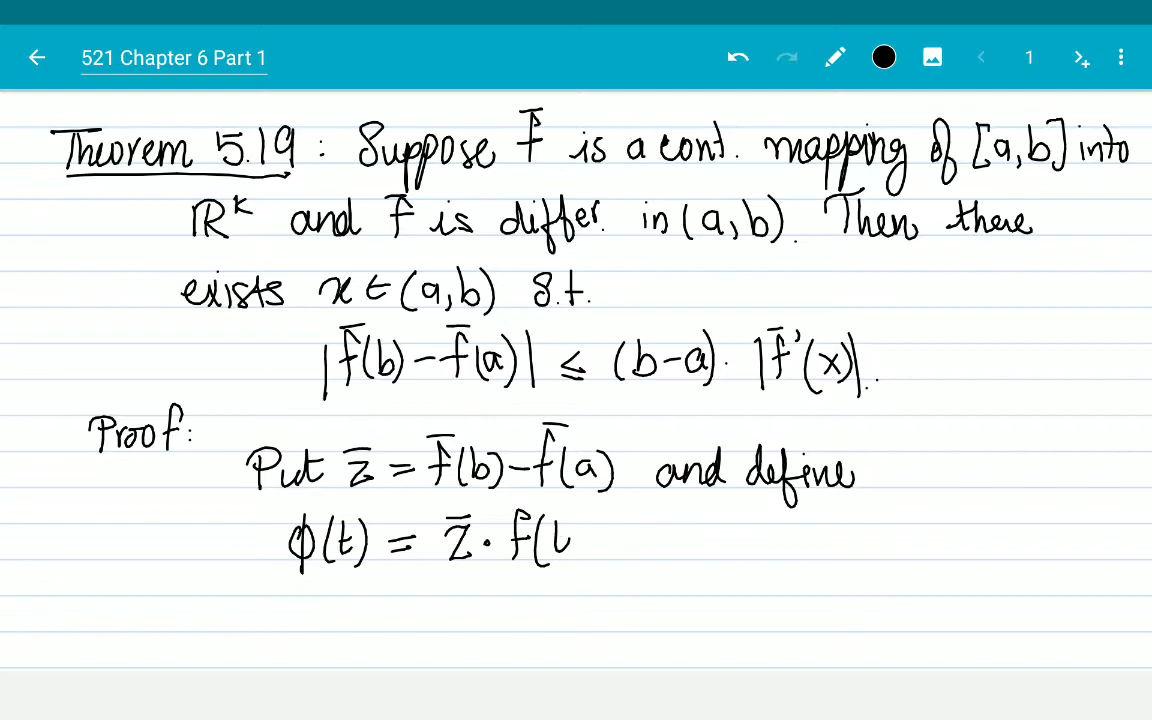 521 Chapter 6 Part 1
1
Theorem 5.19 : Suppose f̄ is a cont. mapping of [a,b] into
ℝᵏ and f̄ is differ. in (a,b). Then there
exists x ∈ (a,b) s.t.
|f̄(b) – f̄(a)| ≤ (b-a). |f̄'(x)|..
Proof:
Put z̄ = f̄(b) – f̄(a) and define
ϕ(t) = z̄ · f(